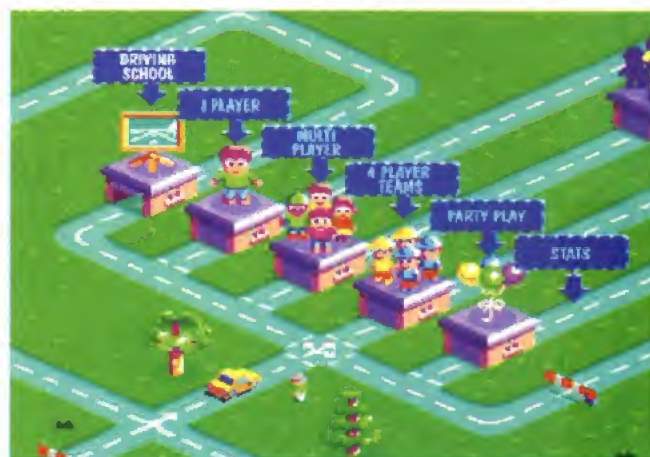 DRIVING
SCHOOL
1 PLAYER
MULTI
PLAYER
4 PLAYER
TEAMS
PARTY PLAY
STATS